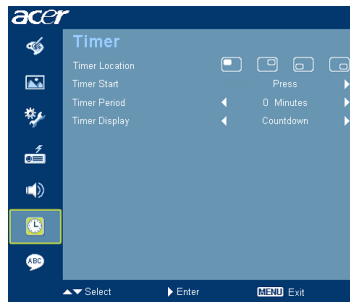 acer
Timer
Timer Location
Timer Start Press
Timer Period 0 Minutes
Timer Display Countdown
ABC
Select Enter MENU Exit